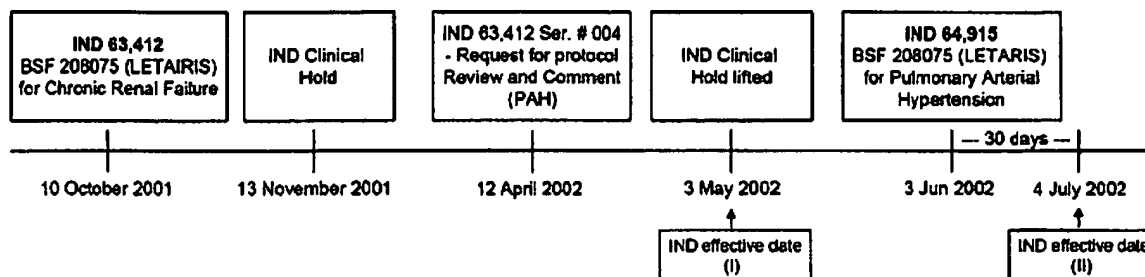 IND 63,412
BSF 208075 (LETAIRIS)
for Chronic Renal Failure
IND Clinical
Hold
IND 63,412 Ser. # 004
- Request for protocol
Review and Comment
(PAH)
IND Clinical
Hold lifted
IND 64,915
BSF 208075 (LETARIS)
for Pulmonary Arterial
Hypertension
— 30 days —
10 October 2001
13 November 2001
12 April 2002
3 May 2002
3 Jun 2002
4 July 2002
IND effective date
(I)
IND effective date
(II)